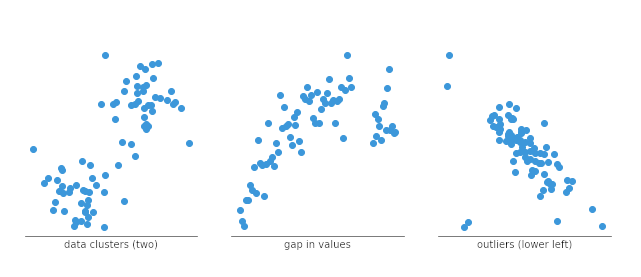 data clusters (two)
gap in values
outliers (lower left)